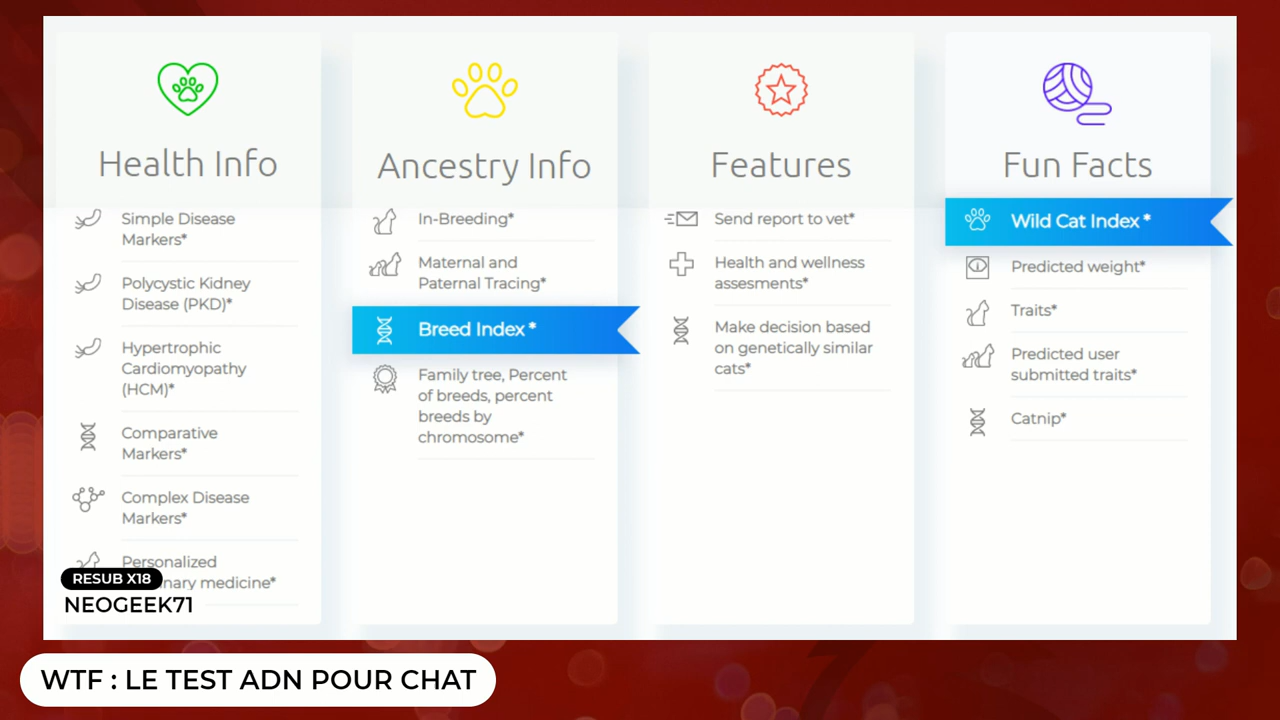 Health Info
Simple Disease
Markers*
Polycystic Kidney
Disease (PKD)*
Hypertrophic
Cardiomyopathy
(HCM)*
Comparative
Markers*
Complex Disease
Markers*
Personalized
medicine*
Ancestry Info
In-Breeding*
Maternal and
Paternal Tracing*
Breed Index *
Family tree, Percent
of breeds, percent
breeds by
chromosome*
Features
Send report to vet*
Health and wellness
assesments*
Make decision based
on genetically similar
cats*
Fun Facts
Wild Cat Index *
Predicted weight*
Traits*
Predicted user
submitted traits*
Catnip*
RESUB X18
NEOGEEK71
WTF : LE TEST ADN POUR CHAT